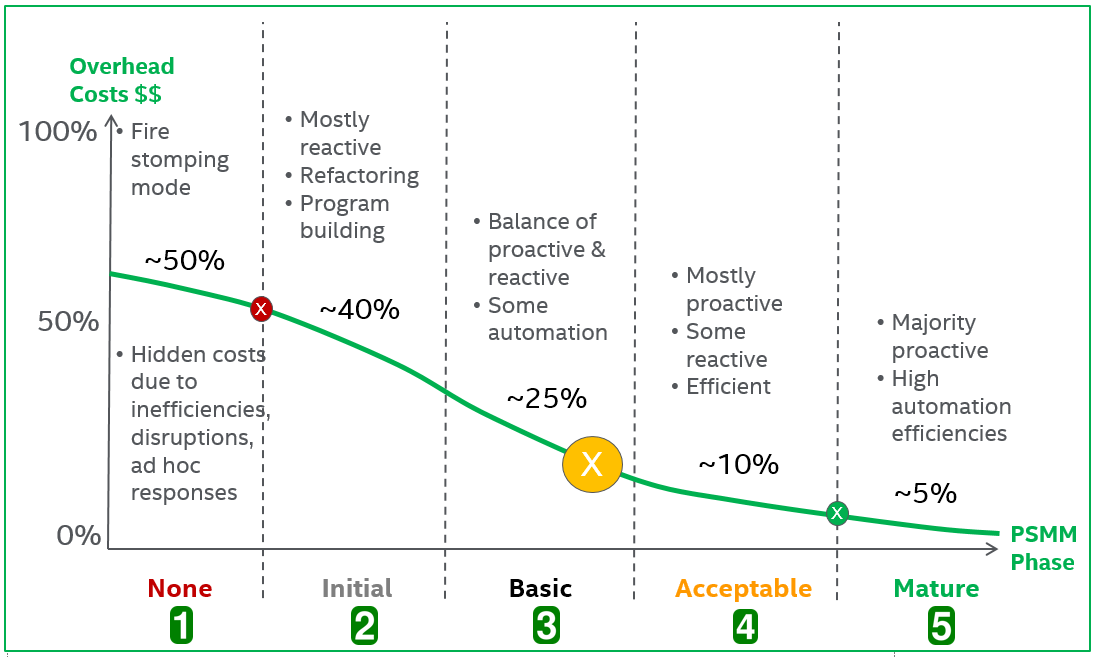 Overhead
Costs $$
100%
• Fire
stomping
mode
• Mostly
reactive
• Refactoring
• Program
building
• Balance of
proactive &
reactive
• Some
automation
• Mostly
proactive
• Some
reactive
• Efficient
• Majority
proactive
• High
automation
efficiencies
~50%
X
~40%
50%
• Hidden costs
due to
inefficiencies,
disruptions,
ad hoc
responses
~25%
X
~10%
X
~5%
0%
PSMM
Phase
None
Initial
Basic
Acceptable
Mature
1
2
3
4
5